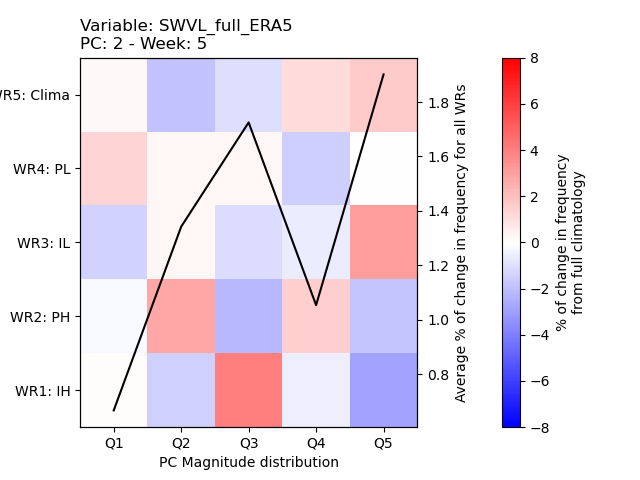 Variable: SWVL_full_ERA5
PC: 2 - Week: 5
WR5: Clima
WR4: PL
WR3: IL
WR2: PH
WR1: IH
Q1 Q2 Q3 Q4 Q5
PC Magnitude distribution
1.8
1.6
1.4
1.2
1.0
0.8
Average % of change in frequency for all WRs
8
6
4
2
0
−2
−4
−6
−8
% of change in frequency
from full climatology